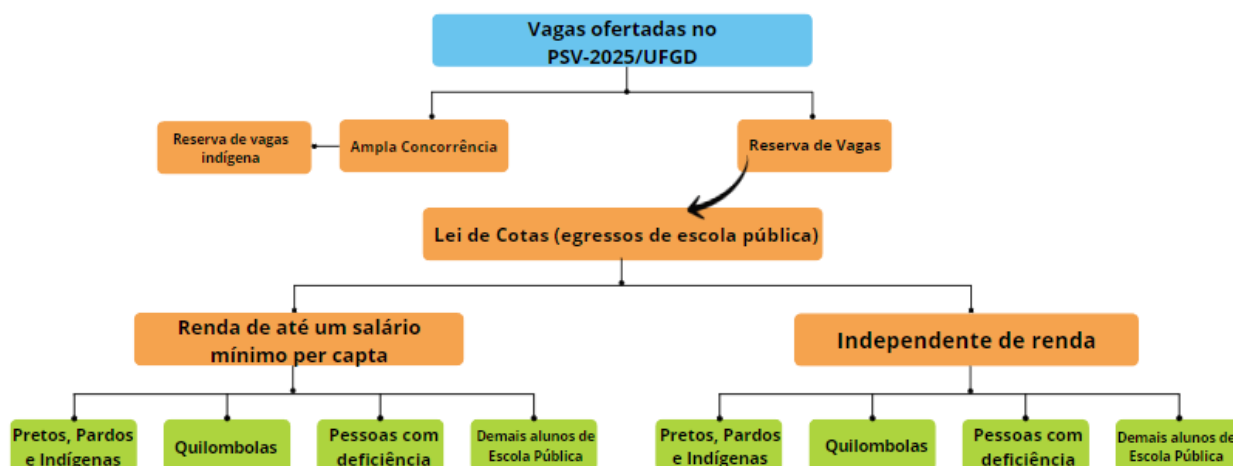 Vagas ofertadas no
PSV-2025/UFGD
Reserva de vagas
indígena
Ampla Concorrência
Reserva de Vagas
Lei de Cotas (egressos de escola pública)
Renda de até um salário
mínimo per capta
Independente de renda
Pretos, Pardos
e Indígenas
Quilombolas
Pessoas com
deficiência
Demais alunos de
Escola Pública
Pretos, Pardos
e Indígenas
Quilombolas
Pessoas com
deficiência
Demais alunos de
Escola Pública